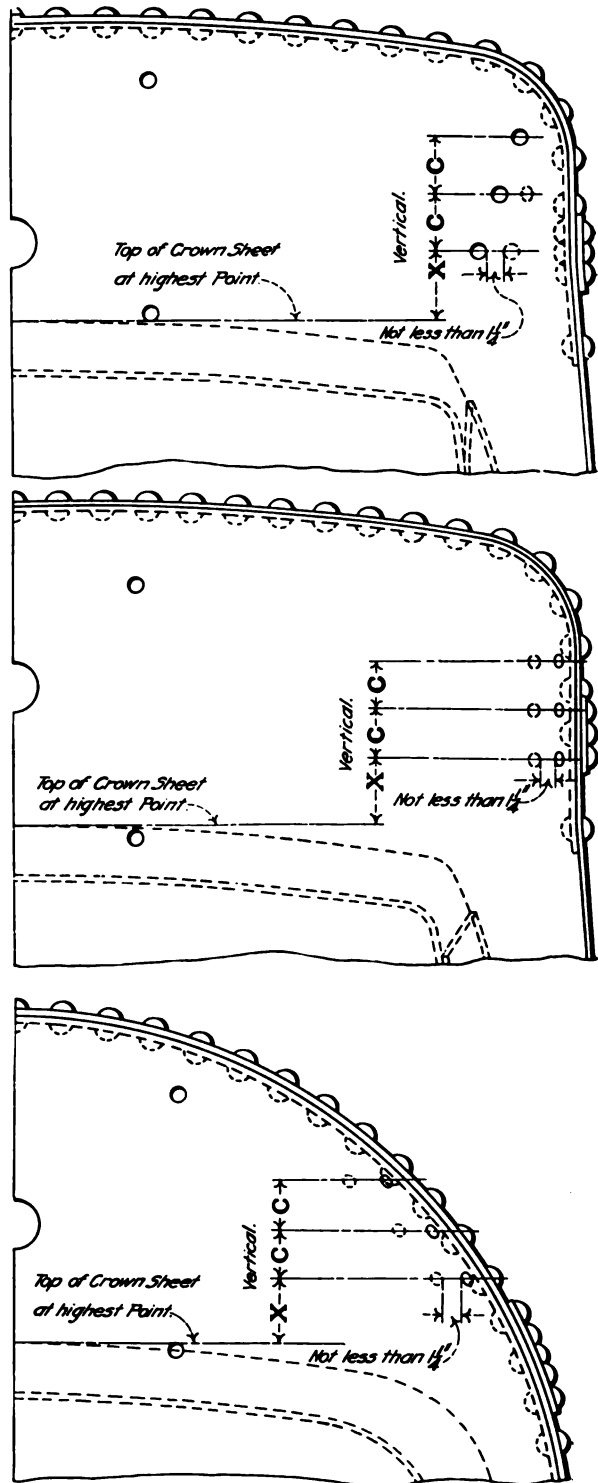 C
C
Vertical.
X
Top of Crown Sheet
at highest Point.
Not less than 1¼"
C
C
Vertical.
X
Top of Crown Sheet
at highest Point.
Not less than 1¼"
C
C
Vertical.
X
Top of Crown Sheet
at highest Point.
Not less than 1¼"